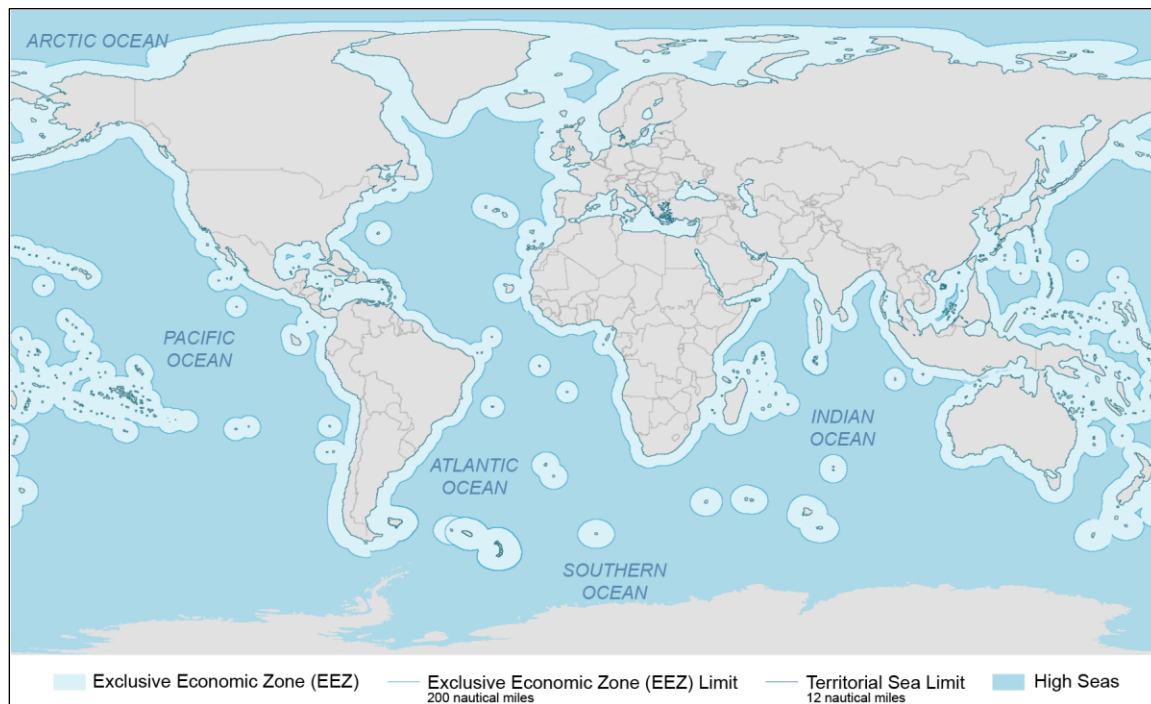 ARCTIC OCEAN
PACIFIC
OCEAN
ATLANTIC
OCEAN
INDIAN
OCEAN
SOUTHERN
OCEAN
Exclusive Economic Zone (EEZ)
Exclusive Economic Zone (EEZ) Limit
200 nautical miles
Territorial Sea Limit
12 nautical miles
High Seas